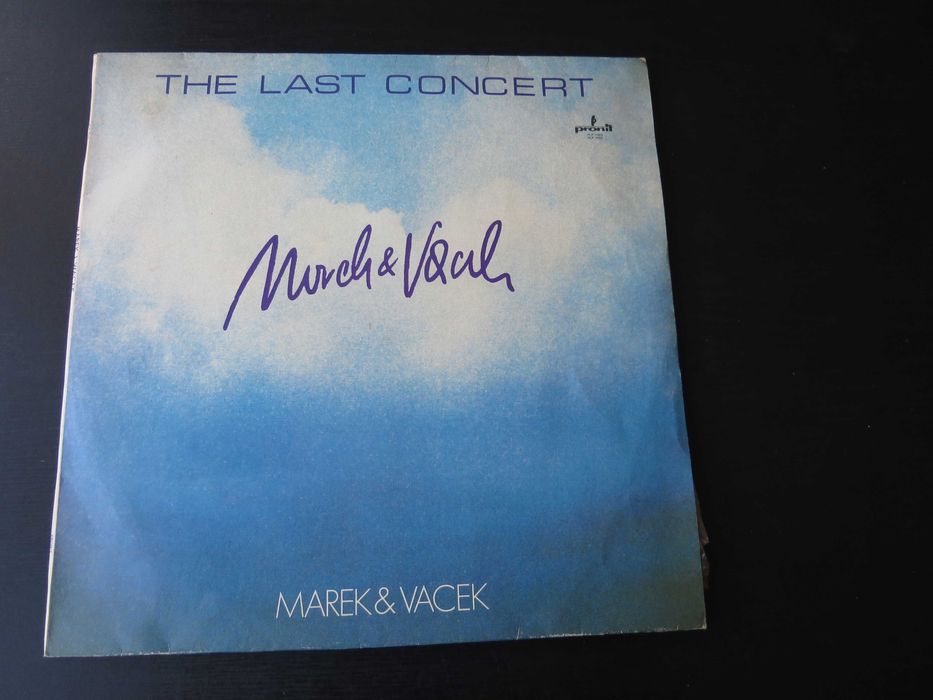 THE LAST CONCERT
pronit
Marek & Vacek
MAREK & VACEK